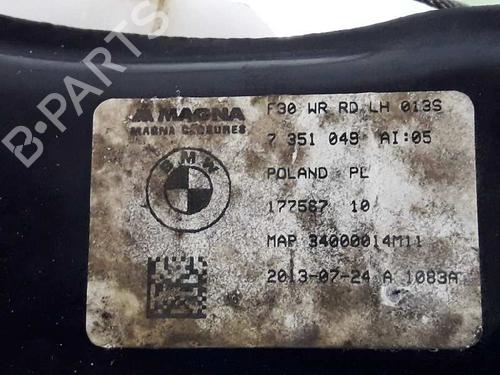 B-PARTS
MAGNA
MAGNA CLOSURES
BMW
F30 WR RD LH 013S
7 351 049 AI:05
POLAND PL
177567 10
MAP 34000014M11
2013-07-24 A 1083A